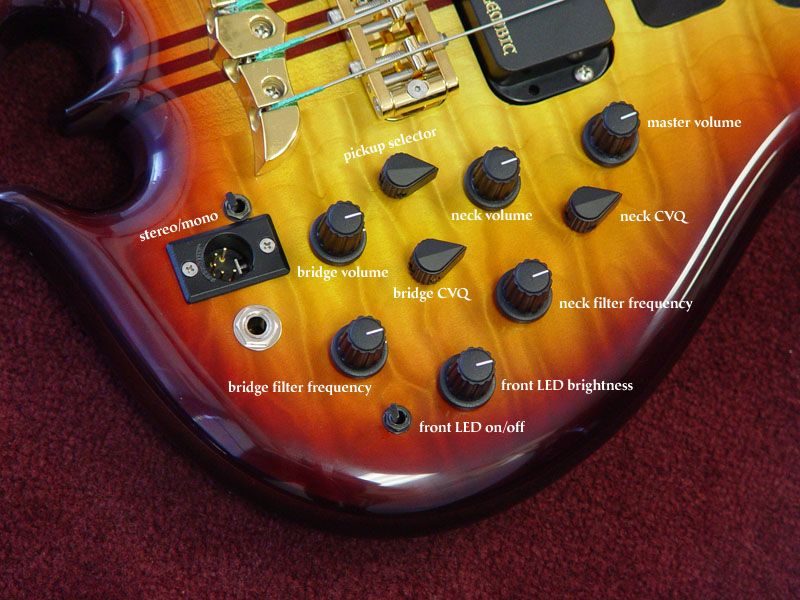 master volume
pickup selector
neck volume
neck CVQ
stereo/mono
bridge volume
bridge CVQ
neck filter frequency
bridge filter frequency
front LED brightness
front LED on/off